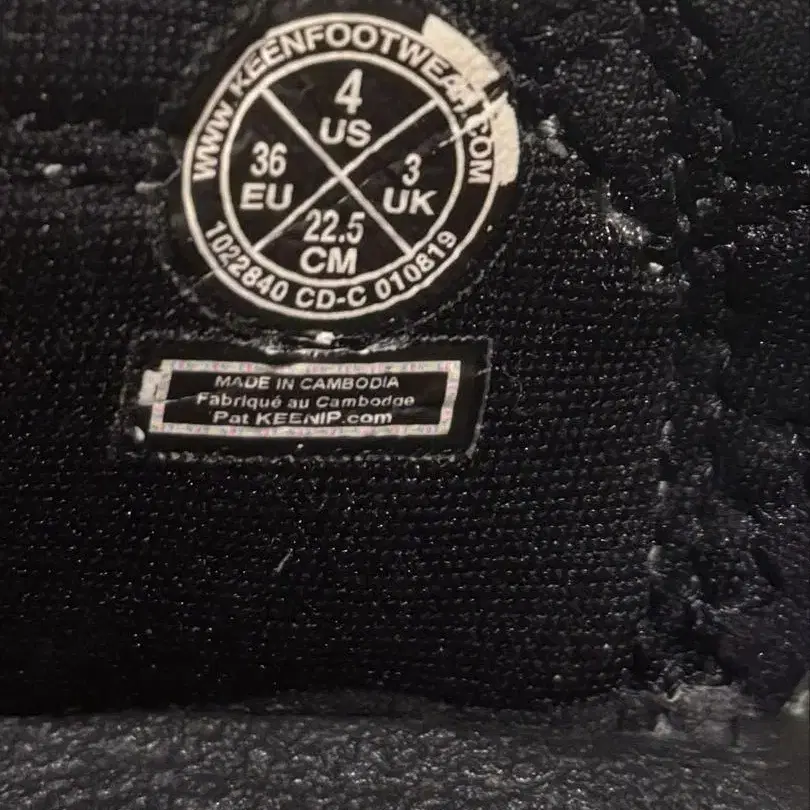 WWW.KEENFOOTWEAR.COM
4
US
36
EU
3
UK
22.5
CM
1022840 CD-C 010819
MADE IN CAMBODIA
Fabriqué au Cambodge
Pat KEENIP.com